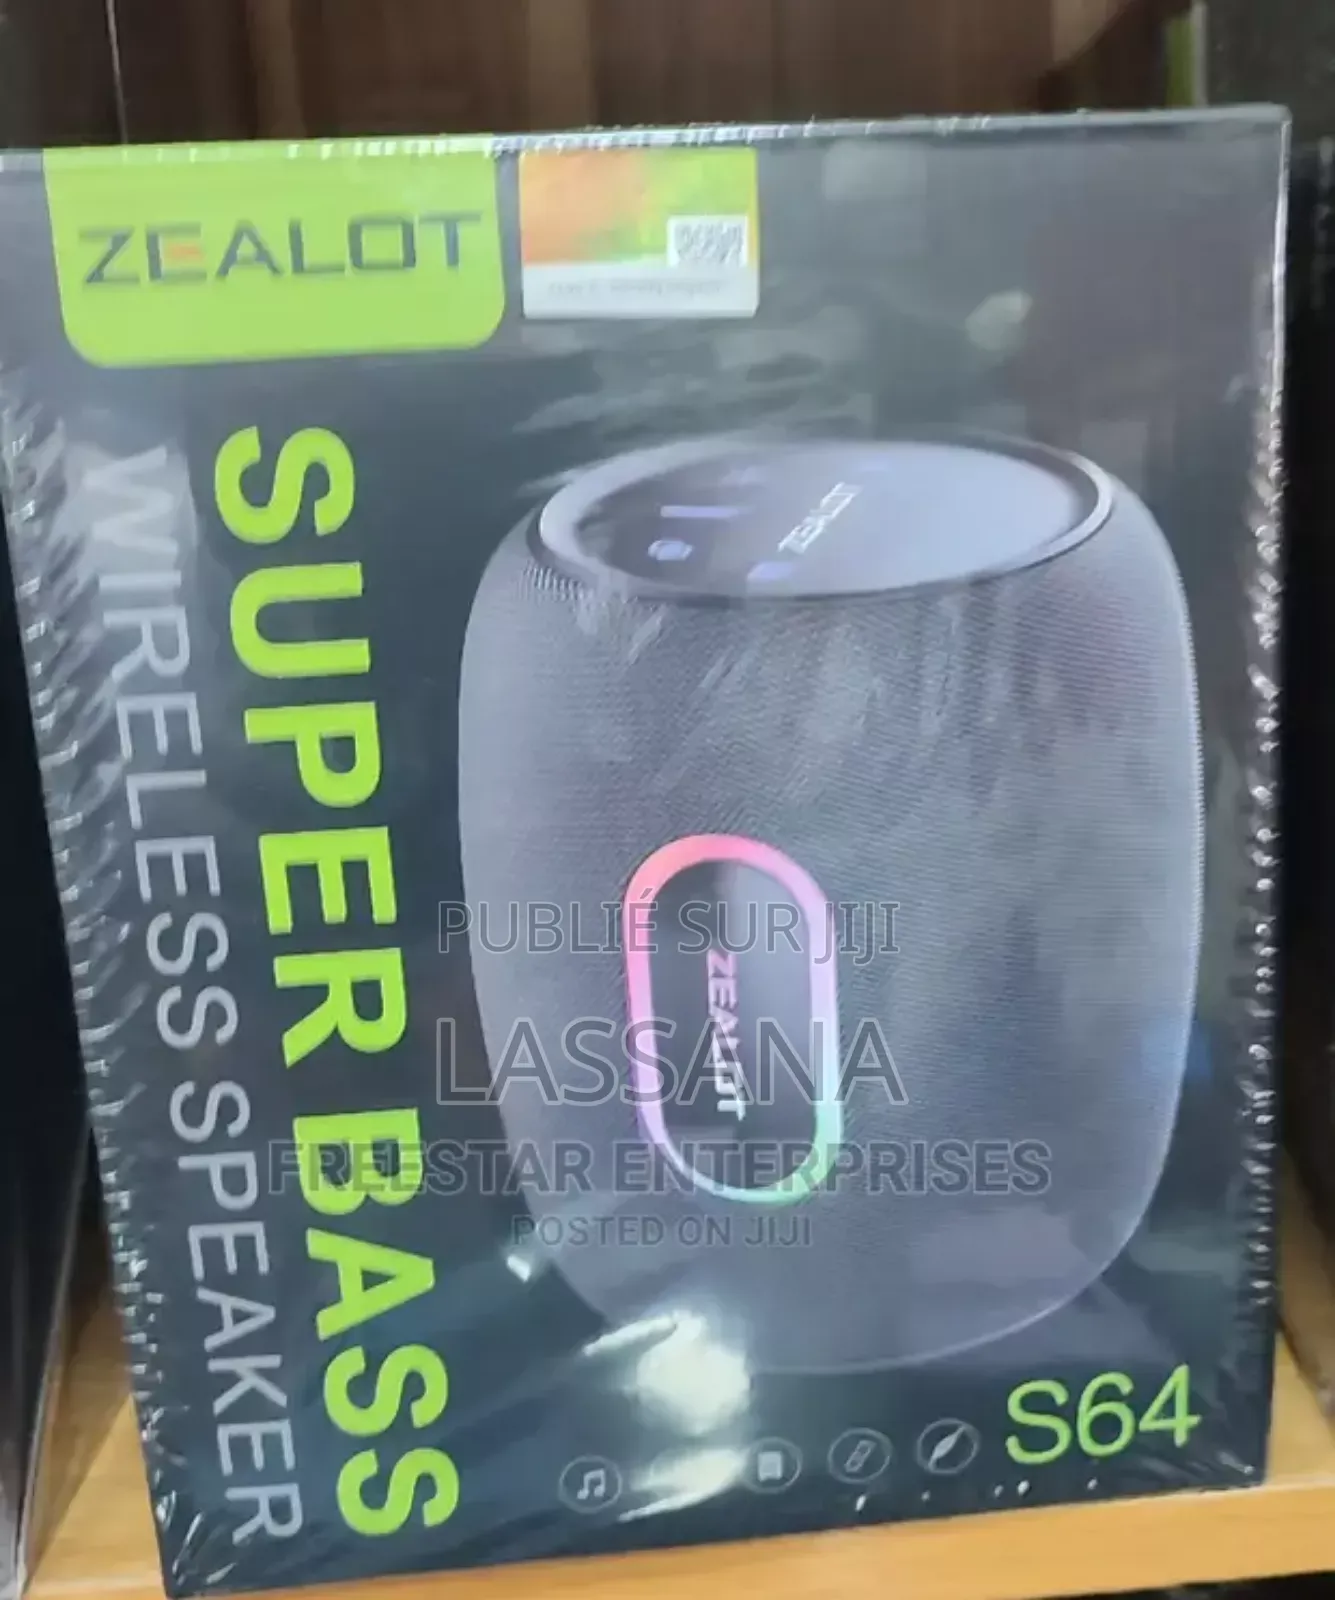 ZEALOT
SUPER BASS
WIRELESS SPEAKER
ZEALOT
ZEALOT
PUBLIÉ SUR JIJI
LASSANA
FREESTAR ENTERPRISES
POSTED ON JIJI
S64